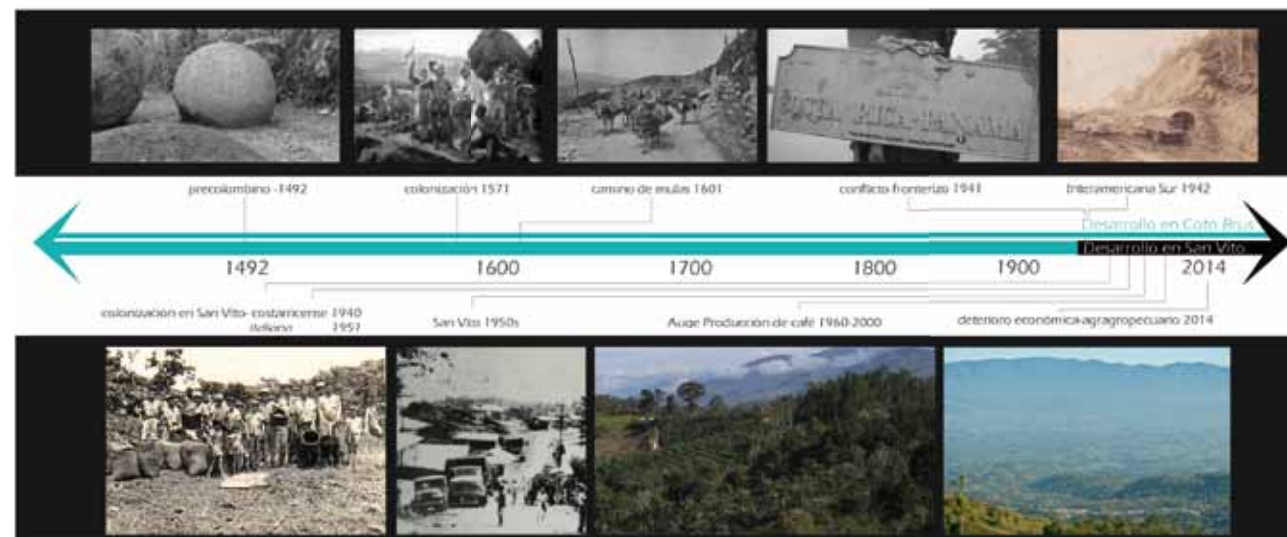 COSTA RICA-PANAMA
precolombino -1492
colonización 1571
camino de mulas 1601
conflicto fronterizo 1941
Interamericana Sur 1942
Desarrollo en Coto Brus
Desarrollo en San Vito
1492
1600
1700
1800
1900
2014
colonización en San Vito- costarricense 1940
italiano 1951
San Vito 1950s
Auge Producción de café 1960-2000
deterioro económica-agragropecuario 2014